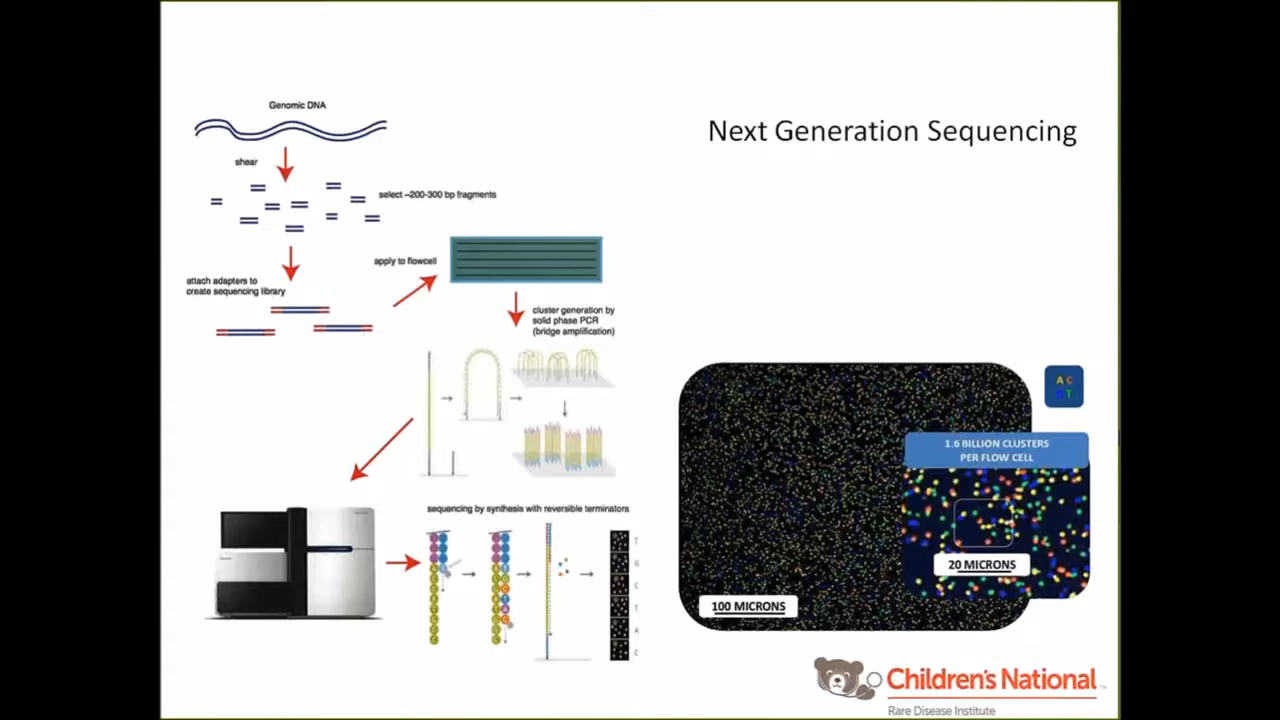 Next Generation Sequencing
Genomic DNA
shear
select ~200-300 bp fragments
attach adapters to
create sequencing library
apply to flowcell
cluster generation by
solid phase PCR
(bridge amplification)
sequencing by synthesis with reversible terminators
T
G
C
T
A
C
A C
G T
1.6 BILLION CLUSTERS
PER FLOW CELL
20 MICRONS
100 MICRONS
Children's National
Rare Disease Institute